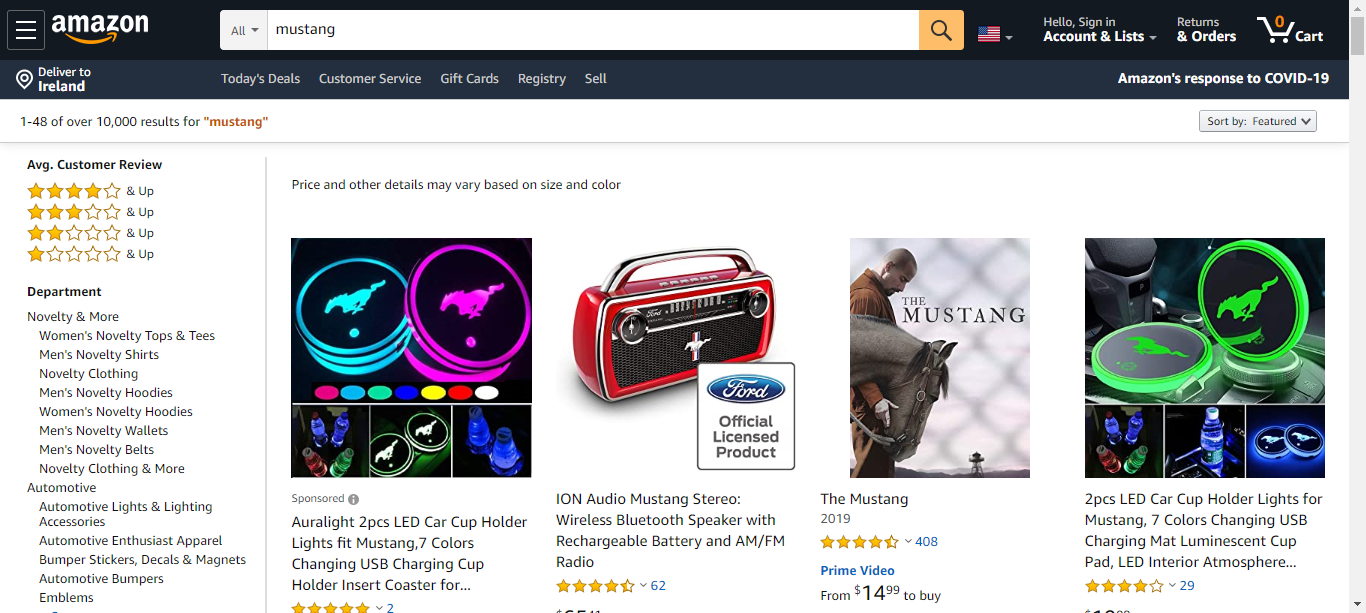 amazon
All
mustang
Hello, Sign in
Account & Lists
Returns
& Orders
0
Cart
Deliver to
Ireland
Today's Deals
Customer Service
Gift Cards
Registry
Sell
Amazon's response to COVID-19
1-48 of over 10,000 results for "mustang"
Sort by: Featured
Avg. Customer Review
& Up
& Up
& Up
& Up
Department
Novelty & More
Women's Novelty Tops & Tees
Men's Novelty Shirts
Novelty Clothing
Men's Novelty Hoodies
Women's Novelty Hoodies
Men's Novelty Wallets
Men's Novelty Belts
Novelty Clothing & More
Automotive
Automotive Lights & Lighting
Accessories
Automotive Enthusiast Apparel
Bumper Stickers, Decals & Magnets
Automotive Bumpers
Emblems
Price and other details may vary based on size and color
Sponsored
Auralight 2pcs LED Car Cup Holder
Lights fit Mustang,7 Colors
Changing USB Charging Cup
Holder Insert Coaster for...
2
Ford
Ford
Official
Licensed
Product
ION Audio Mustang Stereo:
Wireless Bluetooth Speaker with
Rechargeable Battery and AM/FM
Radio
62
THE
MUSTANG
The Mustang
2019
408
Prime Video
From $14.99 to buy
P
2pcs LED Car Cup Holder Lights for
Mustang, 7 Colors Changing USB
Charging Mat Luminescent Cup
Pad, LED Interior Atmosphere...
29